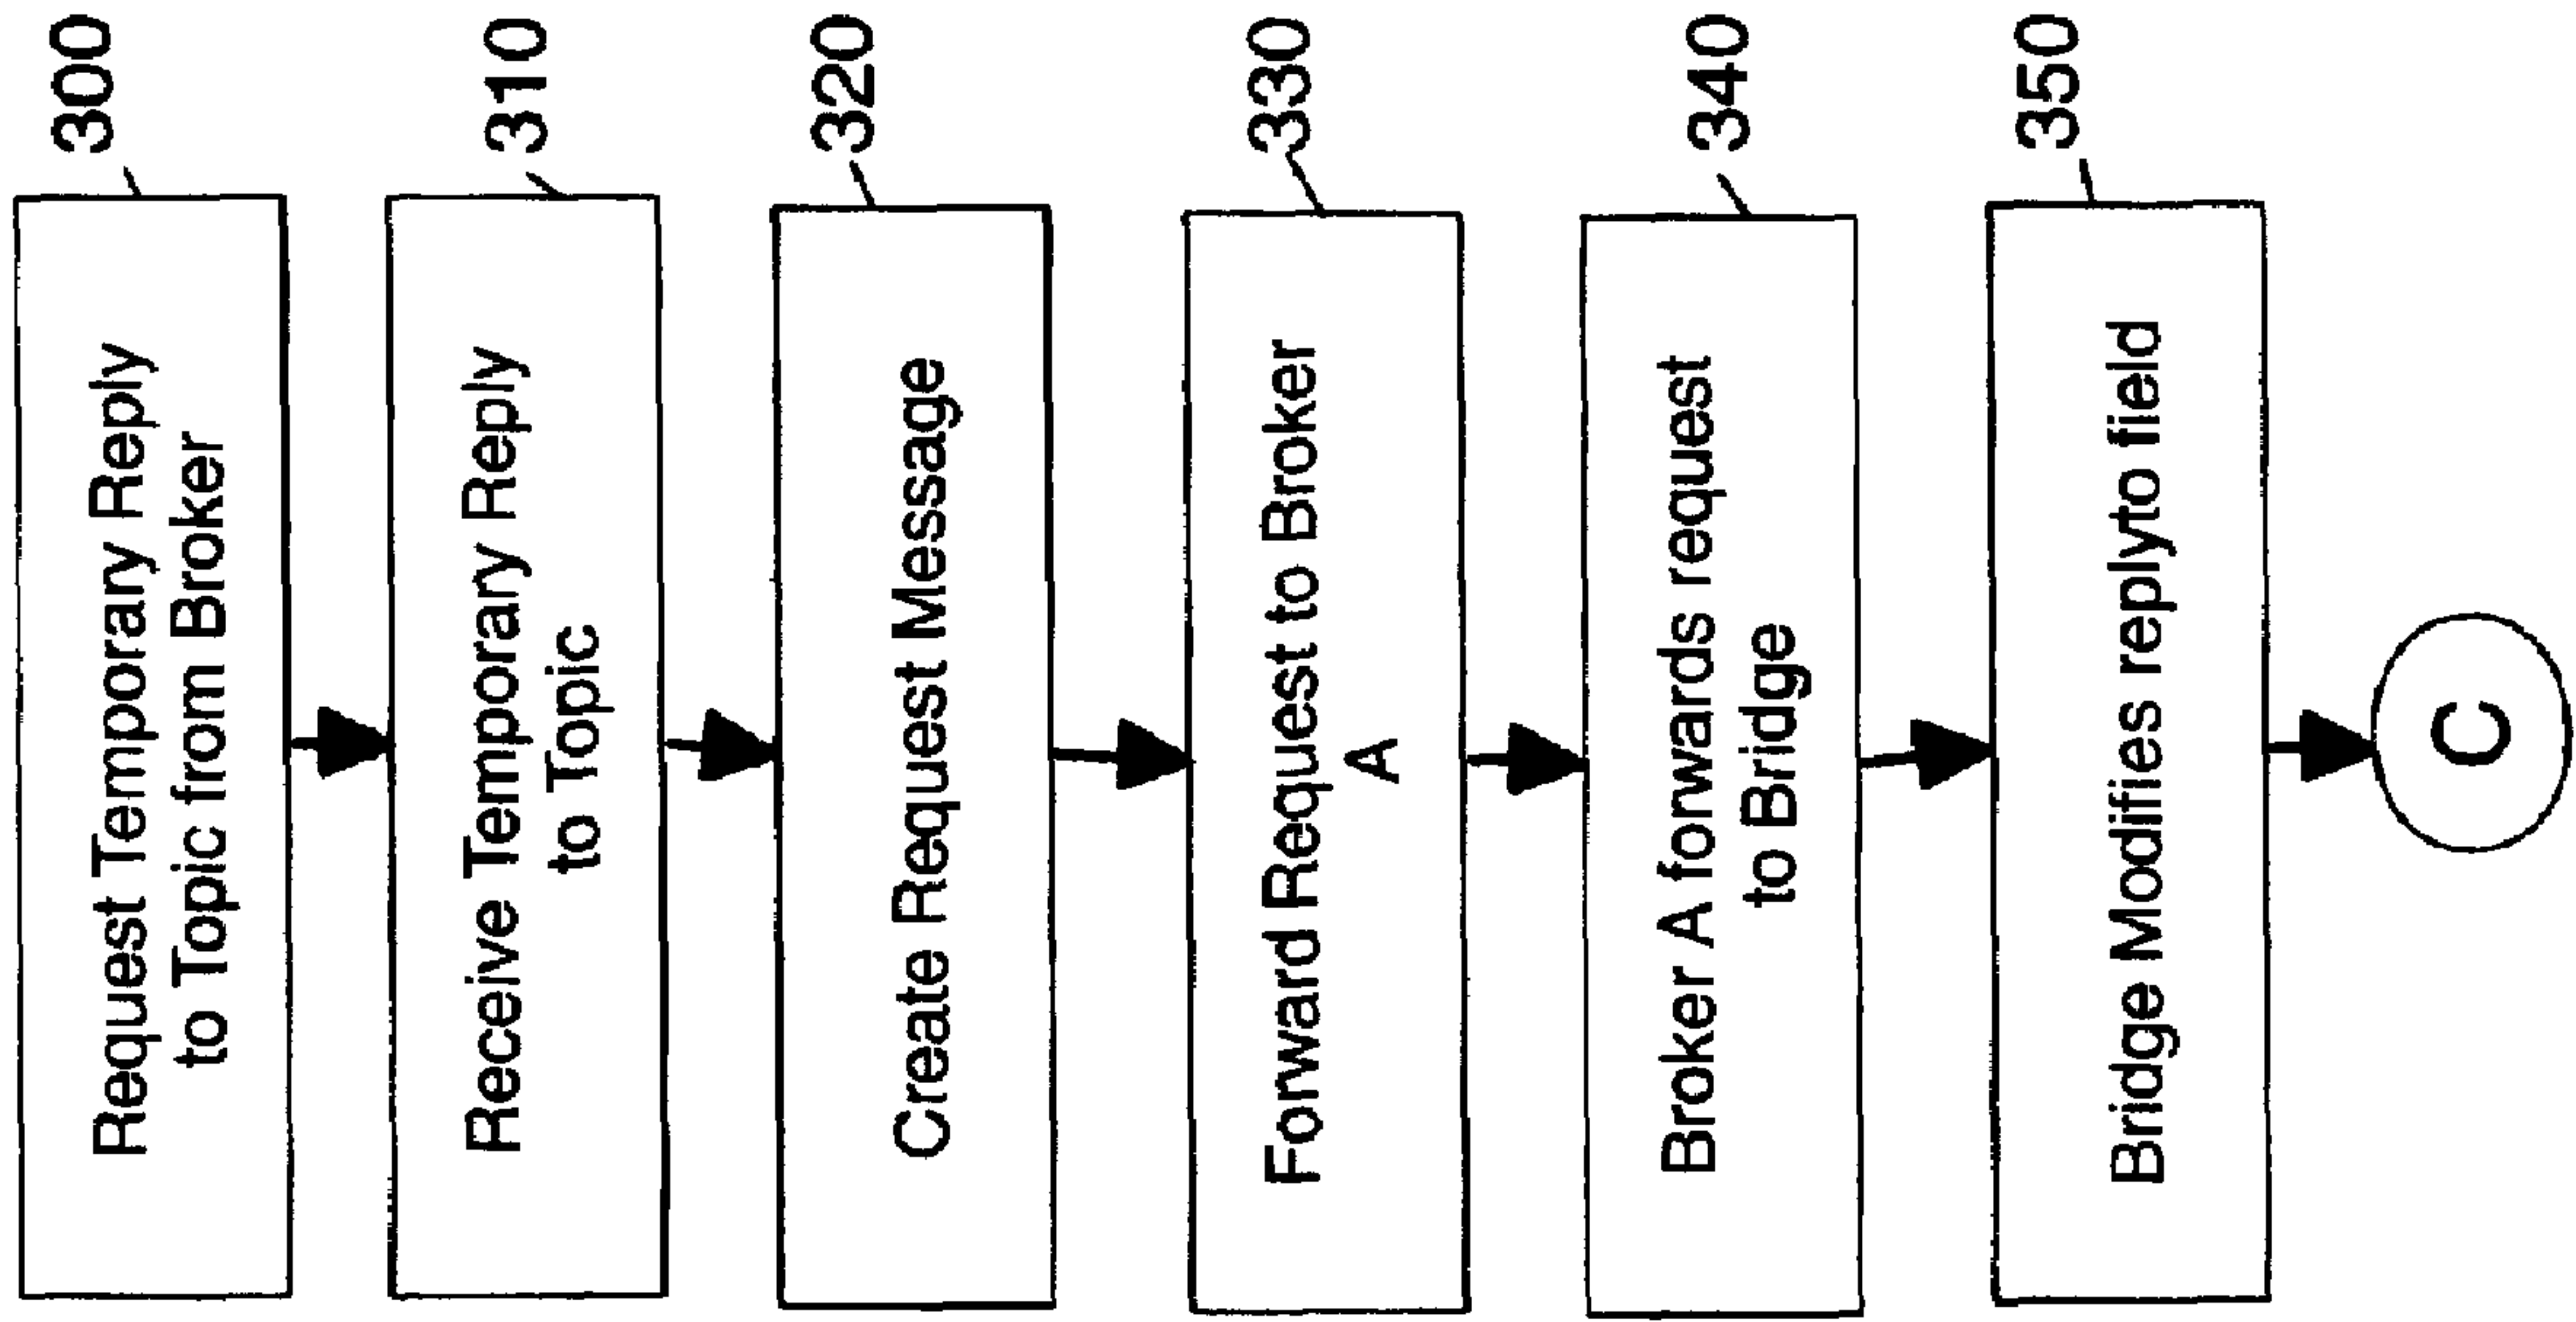 Request Temporary Reply
to Topic from Broker
300
Receive Temporary Reply
to Topic
310
Create Request Message
320
Forward Request to Broker
A
330
Broker A forwards request
to Bridge
340
Bridge Modifies replyto field
350
C